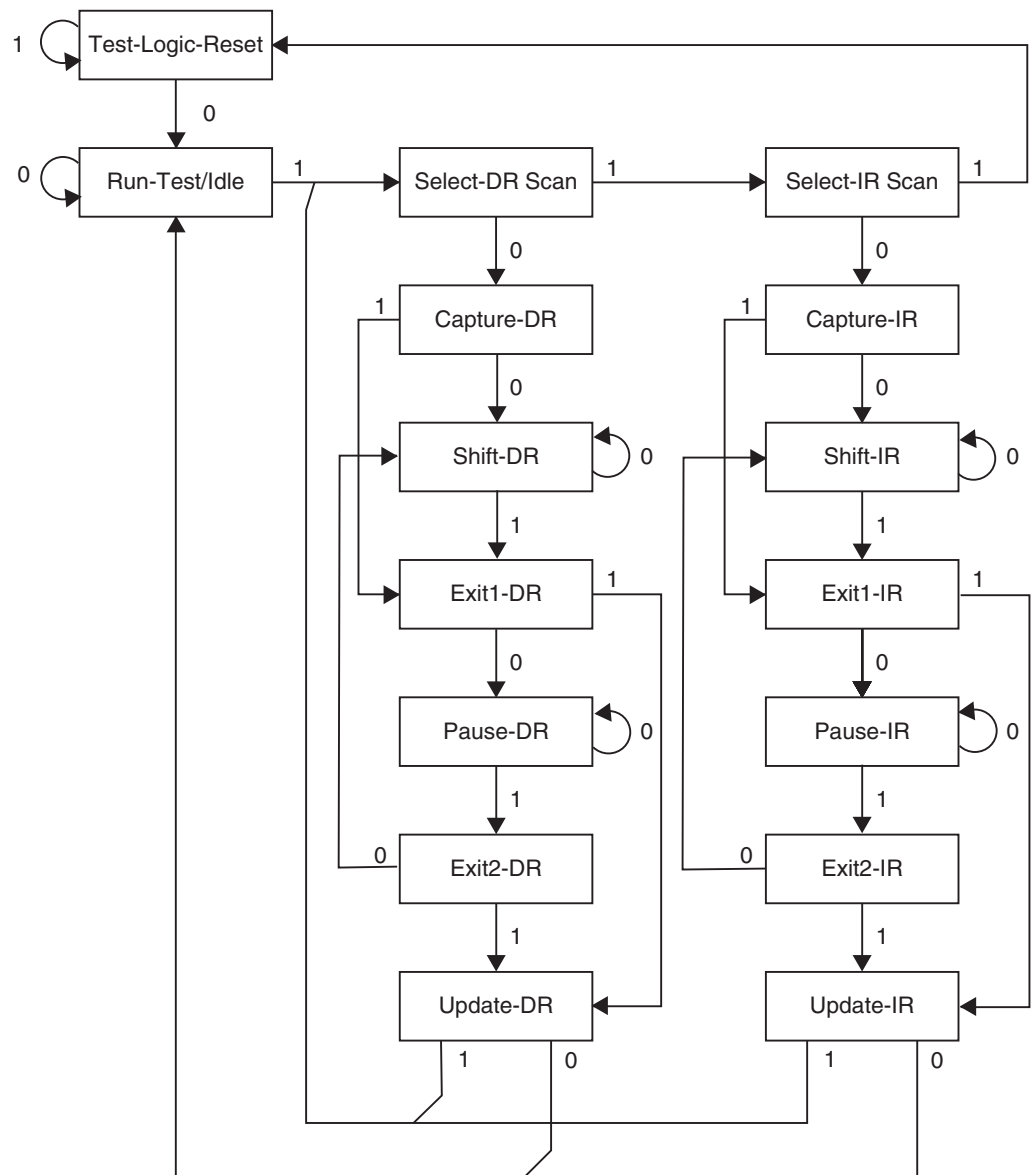 1
Test-Logic-Reset
0
0
Run-Test/Idle
1
Select-DR Scan
1
Select-IR Scan
1
0
0
1
Capture-DR
1
Capture-IR
0
0
Shift-DR
0
Shift-IR
0
1
1
Exit1-DR
1
Exit1-IR
1
0
0
Pause-DR
0
Pause-IR
0
1
1
0
Exit2-DR
0
Exit2-IR
1
1
Update-DR
Update-IR
1
0
1
0